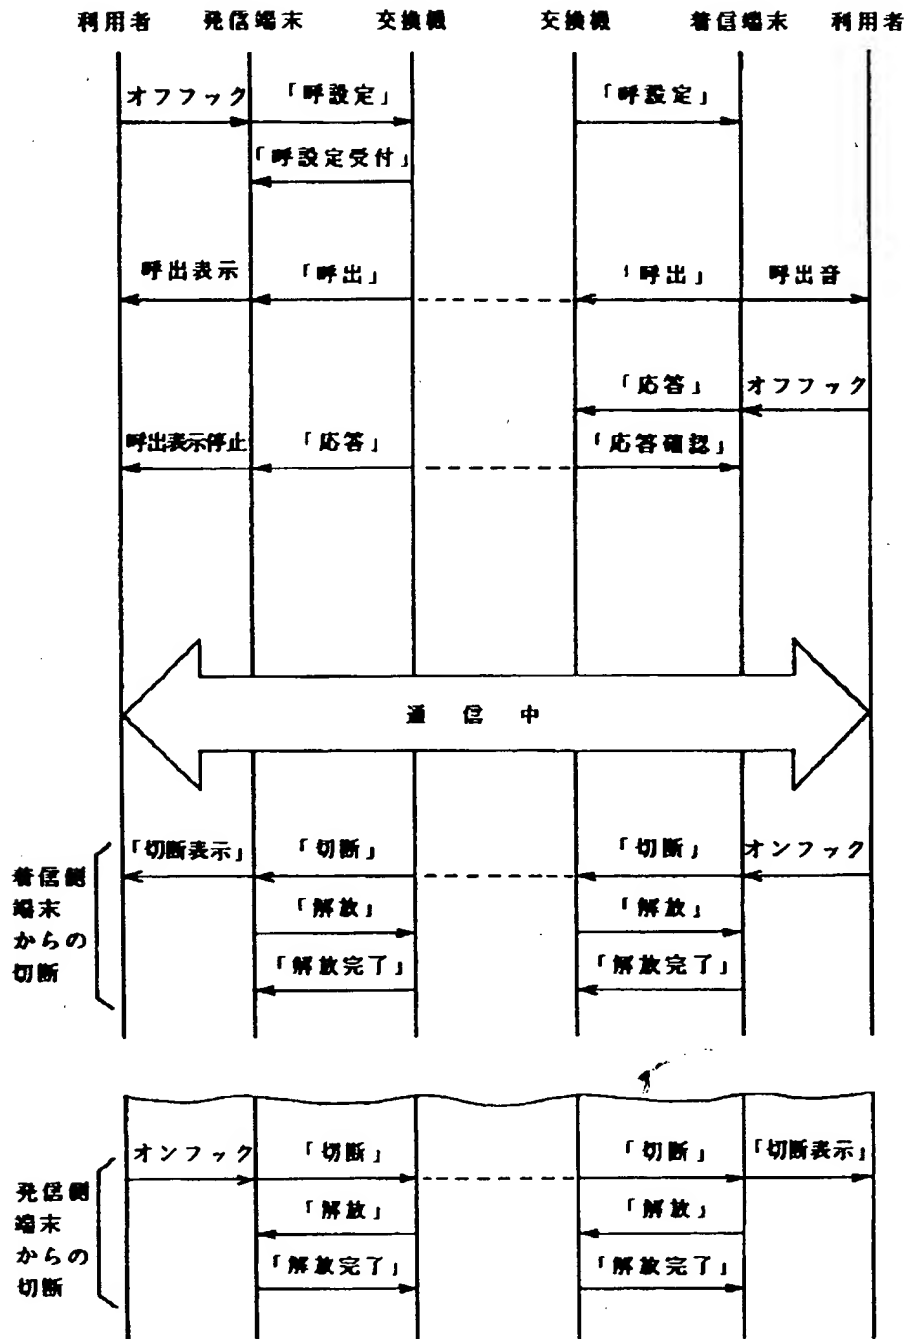 利用者 発信端末 交換機 交換機 着信端末 利用者
オフフック 「呼設定」 「呼設定」
「呼設定受付」
呼出表示 「呼出」 「呼出」 呼出音
「応答」 オフフック
呼出表示停止 「応答」 「応答確認」
通信中
「切断表示」 「切断」 「切断」 オンフック
着信側
端末
からの
切断
「解放」 「解放」
「解放完了」 「解放完了」
オンフック 「切断」 「切断」 「切断表示」
発信側
端末
からの
切断
「解放」 「解放」
「解放完了」 「解放完了」